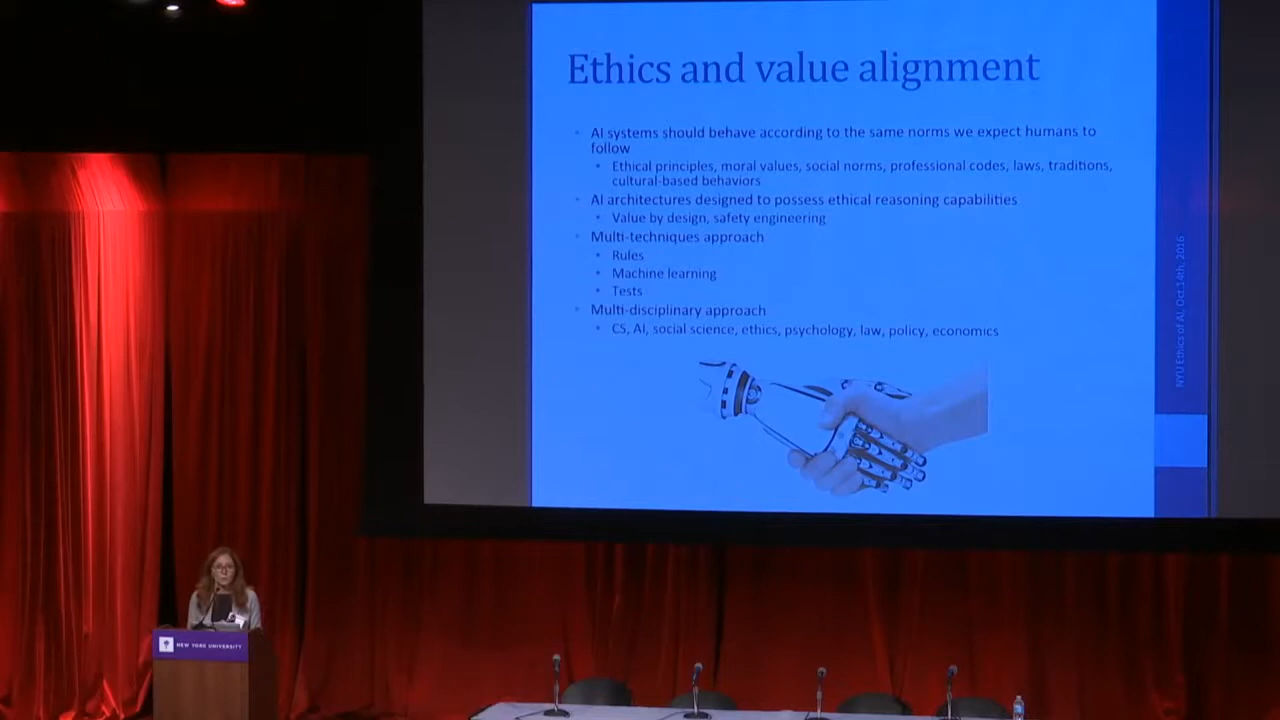 Ethics and value alignment
AI systems should behave according to the same norms we expect humans to
follow
Ethical principles, moral values, social norms, professional codes, laws, traditions,
cultural-based behaviors
AI architectures designed to possess ethical reasoning capabilities
Value by design, safety engineering
Multi-techniques approach
Rules
Machine learning
Tests
Multi-disciplinary approach
CS, AI, social science, ethics, psychology, law, policy, economics
NYU Ethics of AI, Oct.14th, 2016
NEW YORK UNIVERSITY